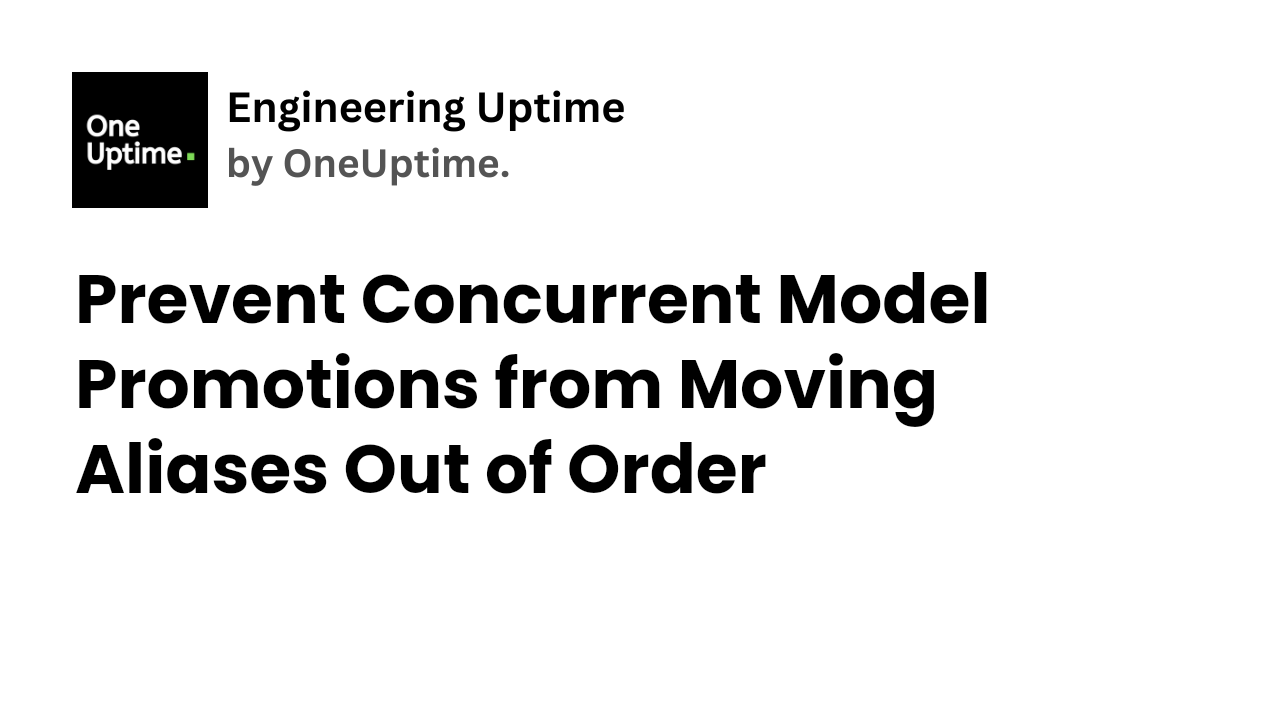 One
Uptime
Engineering Uptime
by OneUptime.
Prevent Concurrent Model
Promotions from Moving
Aliases Out of Order